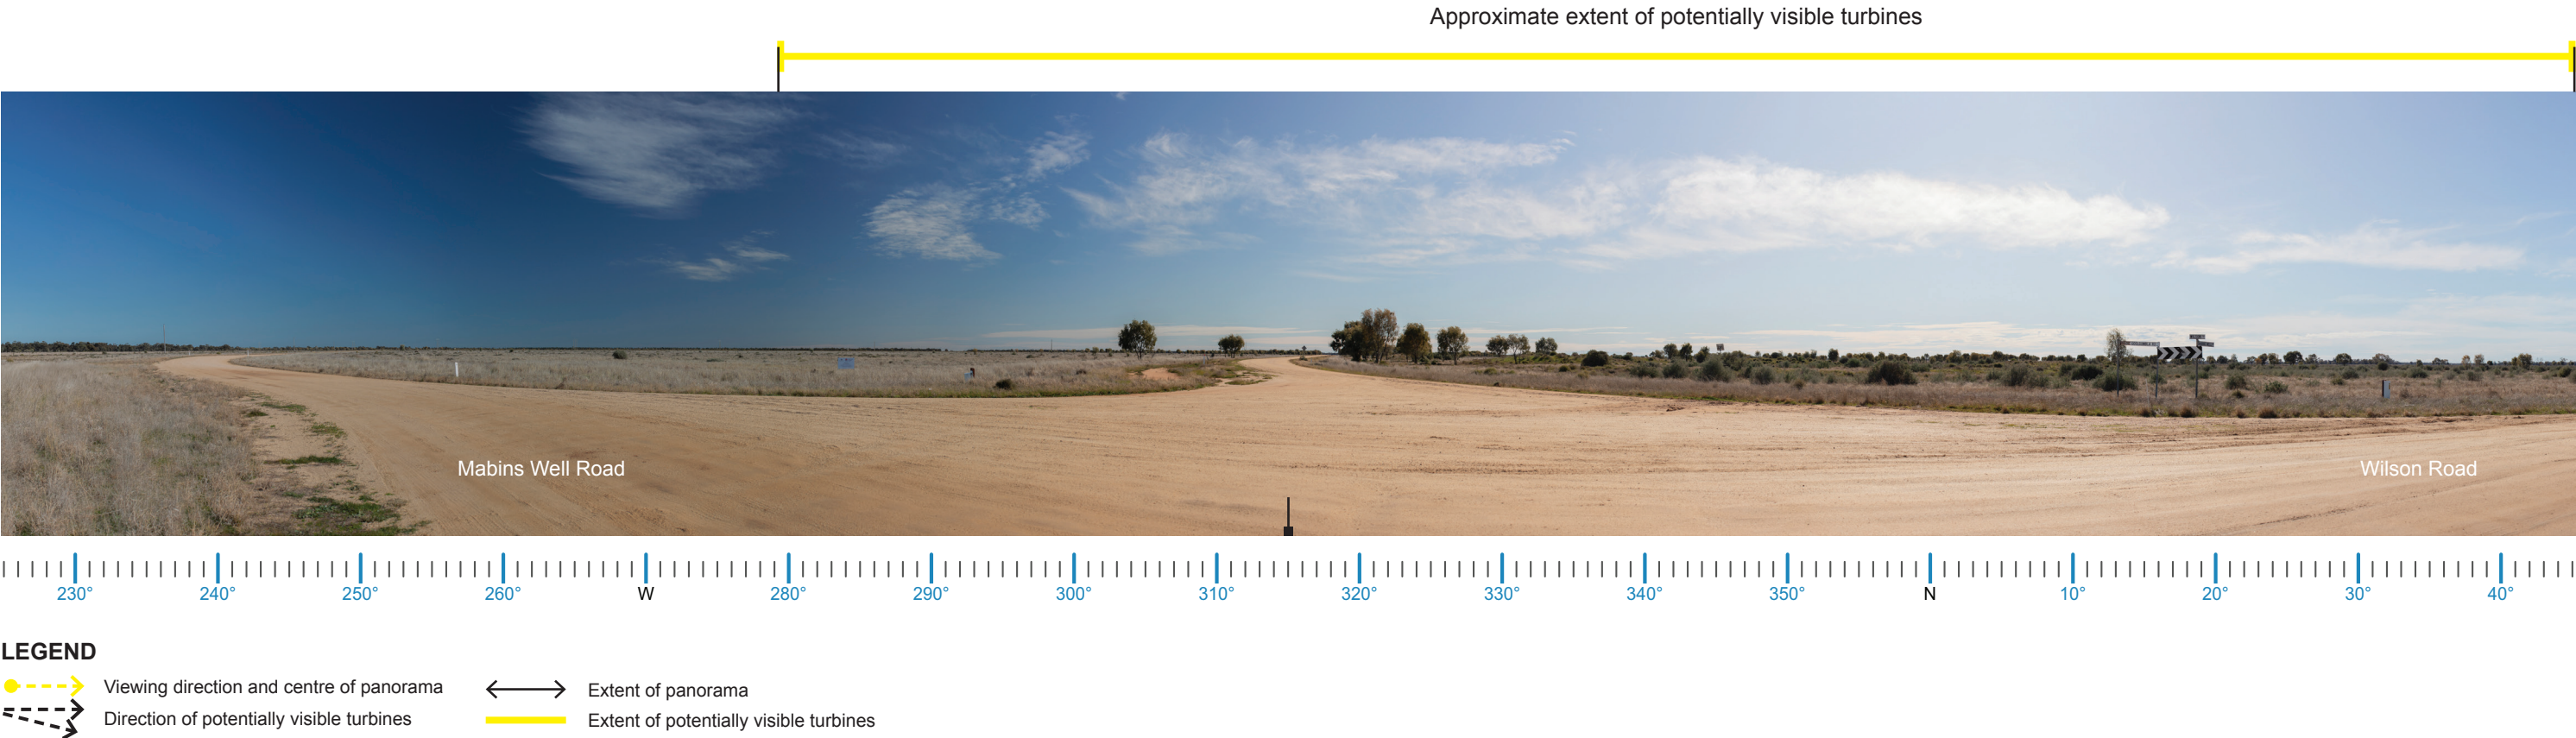 Approximate extent of potentially visible turbines
Mabins Well Road
Wilson Road
230° 240° 250° 260° W 280° 290° 300° 310° 320° 330° 340° 350° N 10° 20° 30° 40°
LEGEND
Viewing direction and centre of panorama
Direction of potentially visible turbines
Extent of panorama
Extent of potentially visible turbines